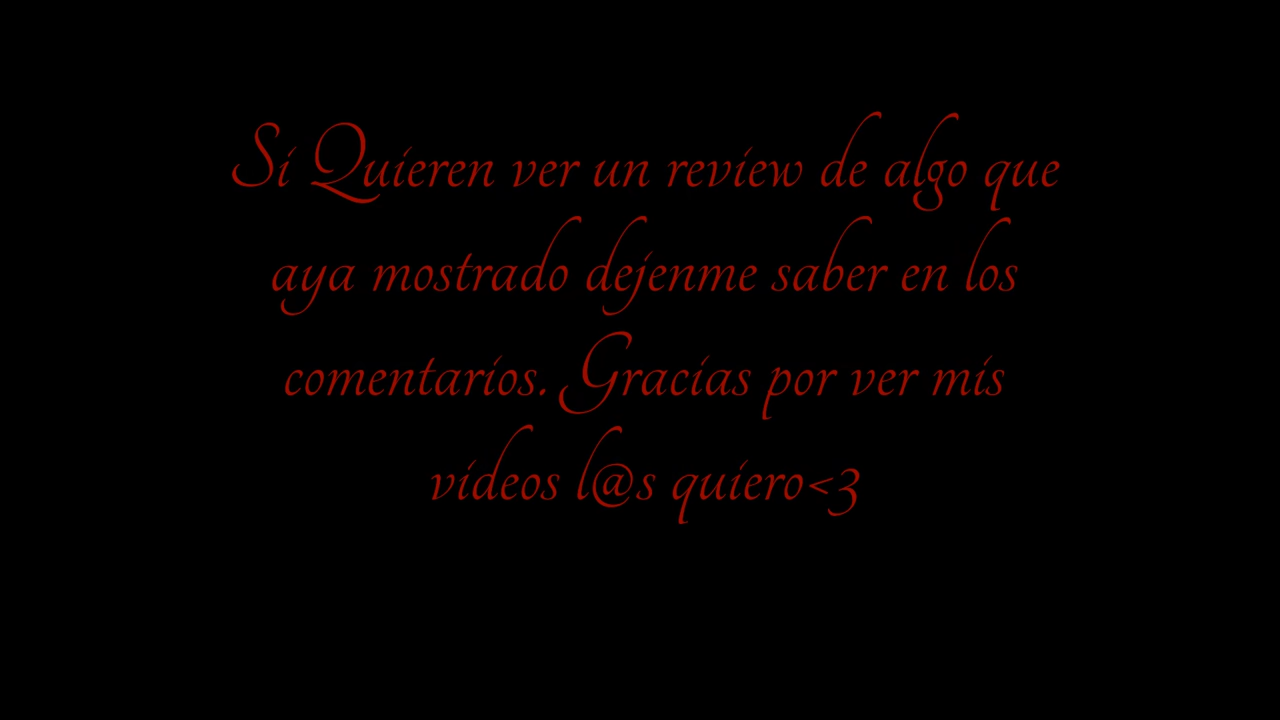 Si Quieren ver un review de algo que
aya mostrado dejenme saber en los
comentarios. Gracias por ver mis
videos l@s quiero<3